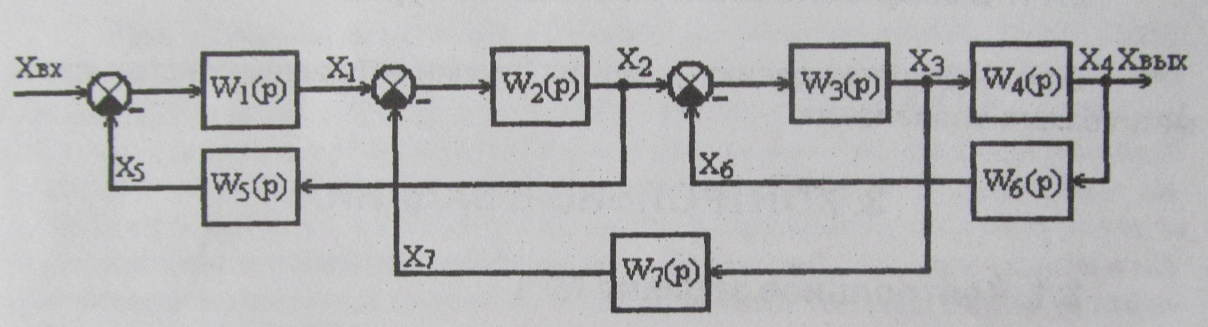 Xвх
W1(p)
X1
W2(p)
X2
W3(p)
X3
W4(p)
X4 Xвых
-
-
-
X5
W5(p)
X6
W6(p)
X7
W7(p)